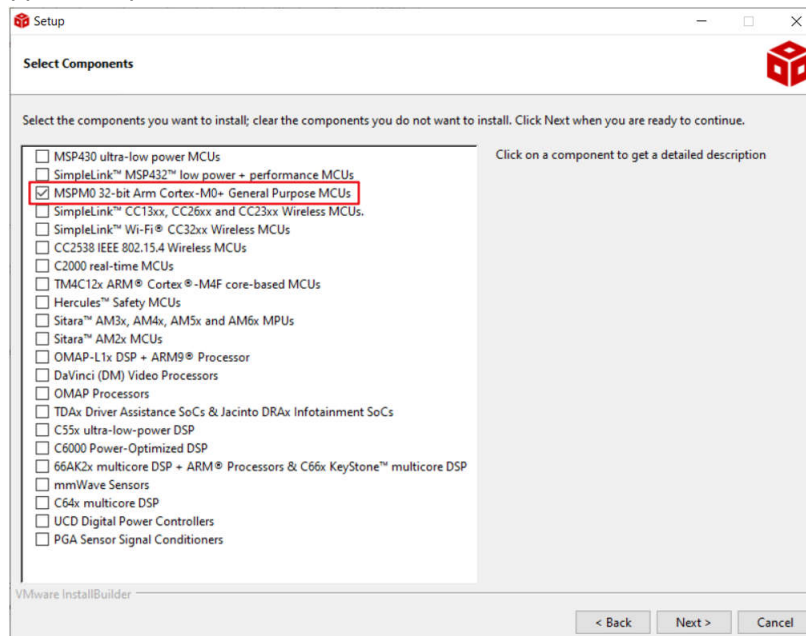 Setup
Select Components
Select the components you want to install; clear the components you do not want to install. Click Next when you are ready to continue.
MSP430 ultra-low power MCUs
Click on a component to get a detailed description
SimpleLink™ MSP432™ low power + performance MCUs
MSPM0 32-bit Arm Cortex-M0+ General Purpose MCUs
SimpleLink™ CC13xx, CC26xx and CC23xx Wireless MCUs.
SimpleLink™ Wi-Fi® CC32xx Wireless MCUs
CC2538 IEEE 802.15.4 Wireless MCUs
C2000 real-time MCUs
TM4C12x ARM® Cortex®-M4F core-based MCUs
Hercules™ Safety MCUs
Sitara™ AM3x, AM4x, AM5x and AM6x MPUs
Sitara™ AM2x MCUs
OMAP-L1x DSP + ARM9® Processor
DaVinci (DM) Video Processors
OMAP Processors
TDAx Driver Assistance SoCs & Jacinto DRAx Infotainment SoCs
C55x ultra-low-power DSP
C6000 Power-Optimized DSP
66AK2x multicore DSP + ARM® Processors & C66x KeyStone™ multicore DSP
mmWave Sensors
C64x multicore DSP
UCD Digital Power Controllers
PGA Sensor Signal Conditioners
VMware InstallBuilder
< Back Next > Cancel